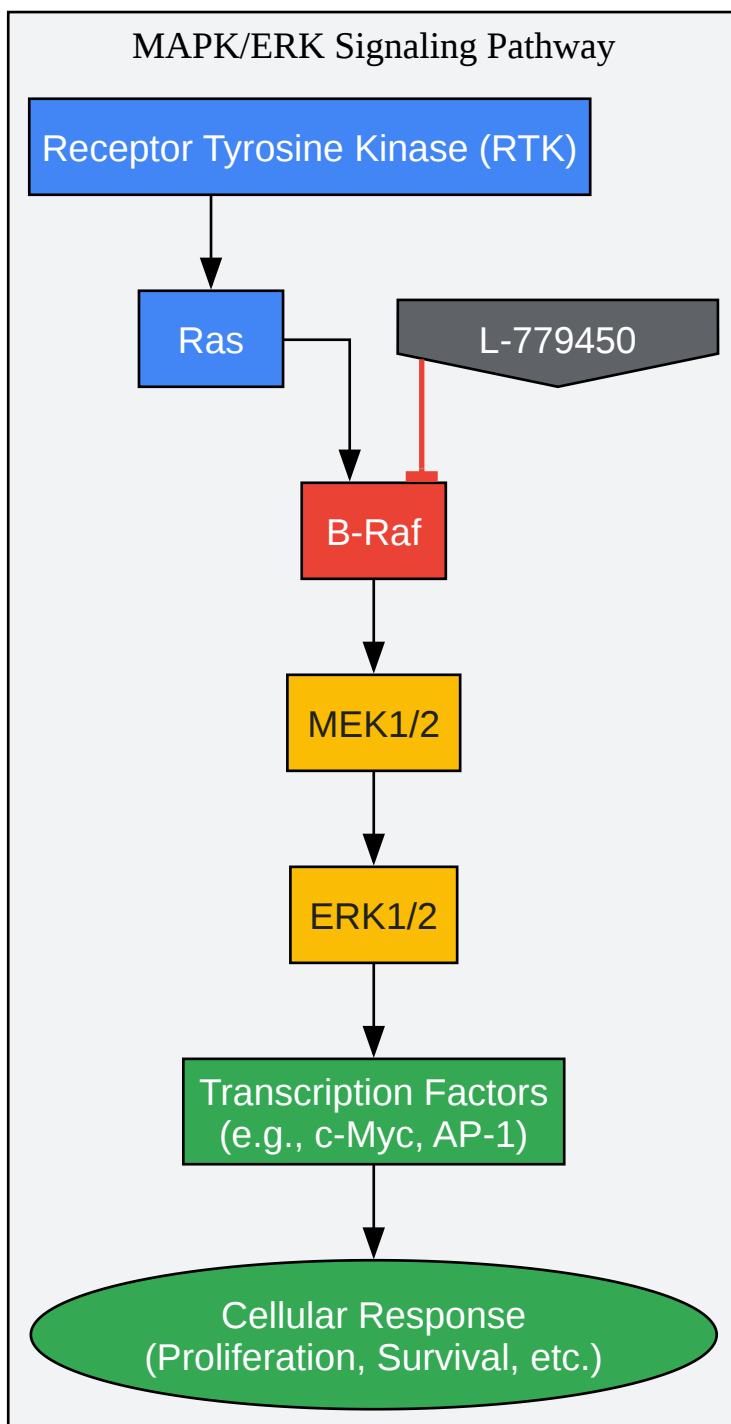 MAPK/ERK Signaling Pathway
Receptor Tyrosine Kinase (RTK)
Ras
L-779450
B-Raf
MEK1/2
ERK1/2
Transcription Factors
(e.g., c-Myc, AP-1)
Cellular Response
(Proliferation, Survival, etc.)